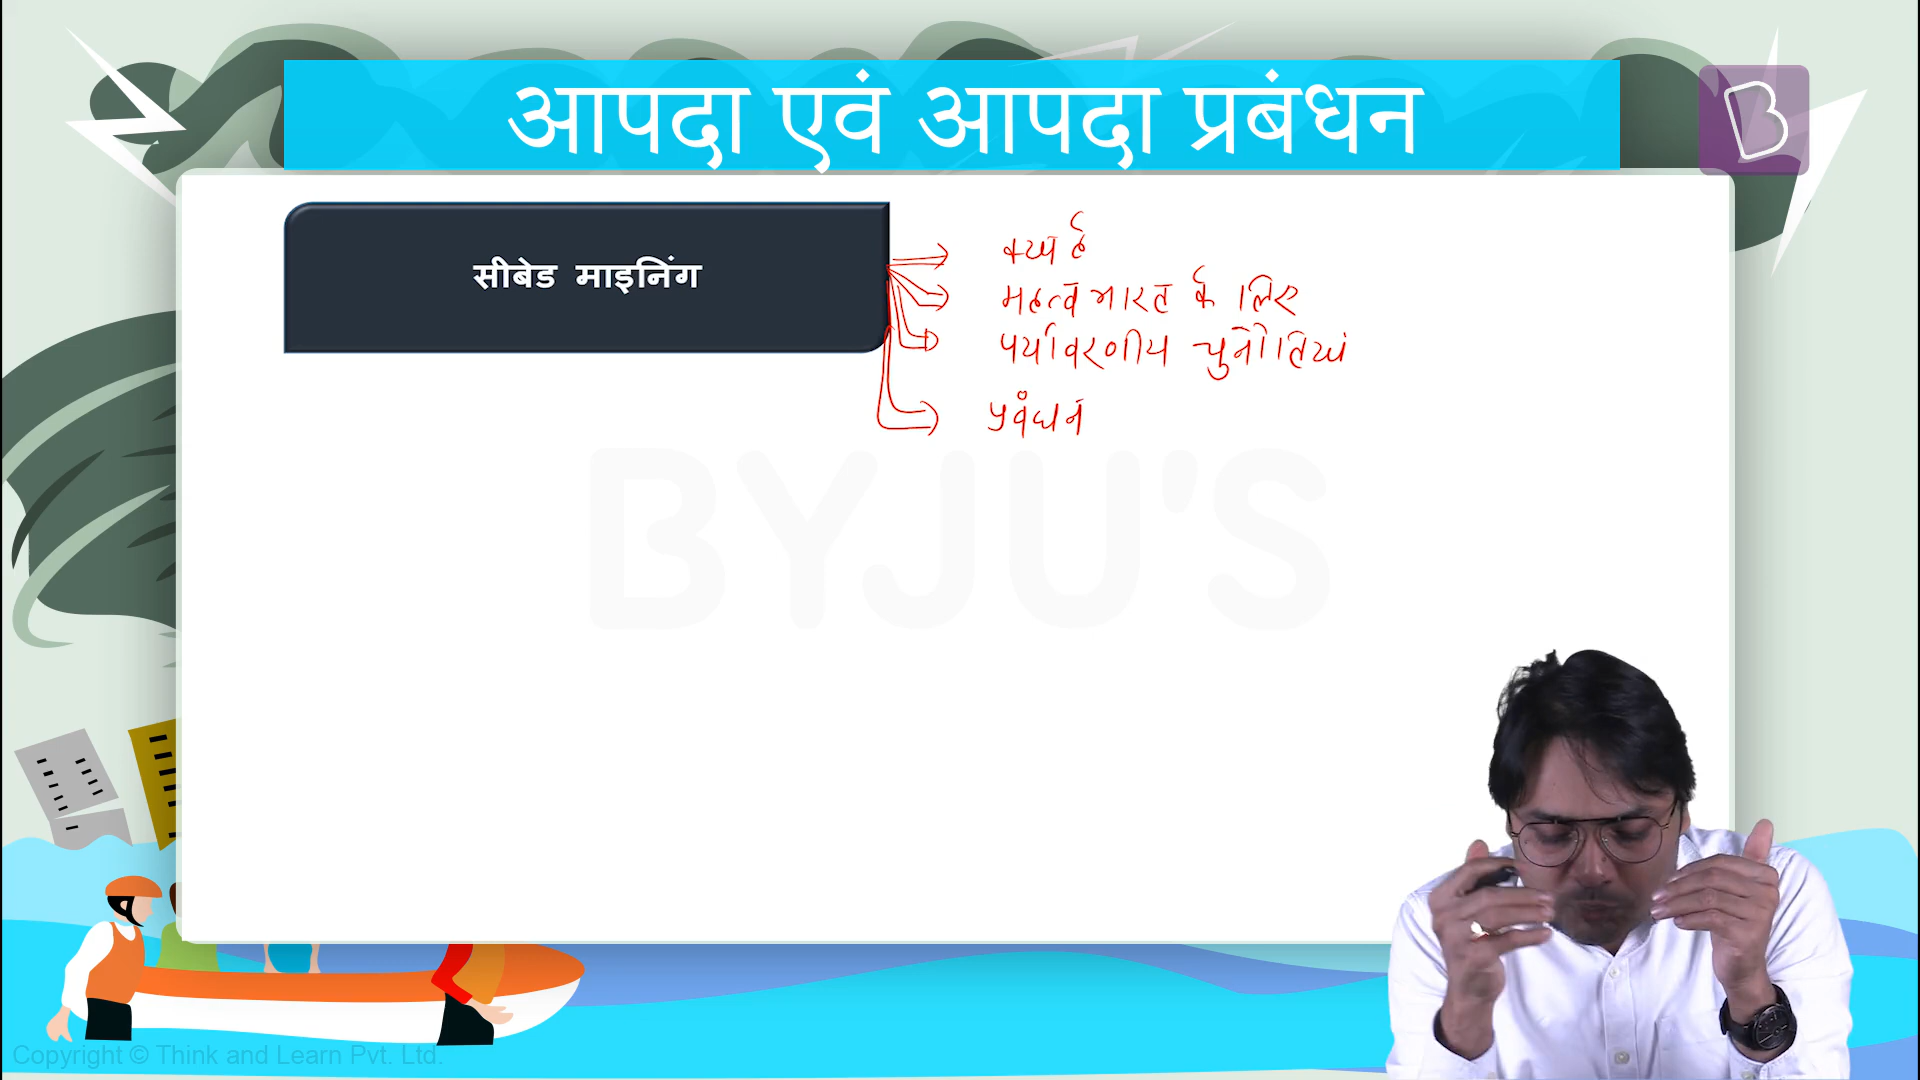 आपदा एवं आपदा प्रबंधन
सीबेड माइनिंग
क्या है
महत्व भारत के लिए
पर्यावरणीय चुनौतियां
प्रबंधन
BYJU'S
Copyright © Think and Learn Pvt. Ltd.